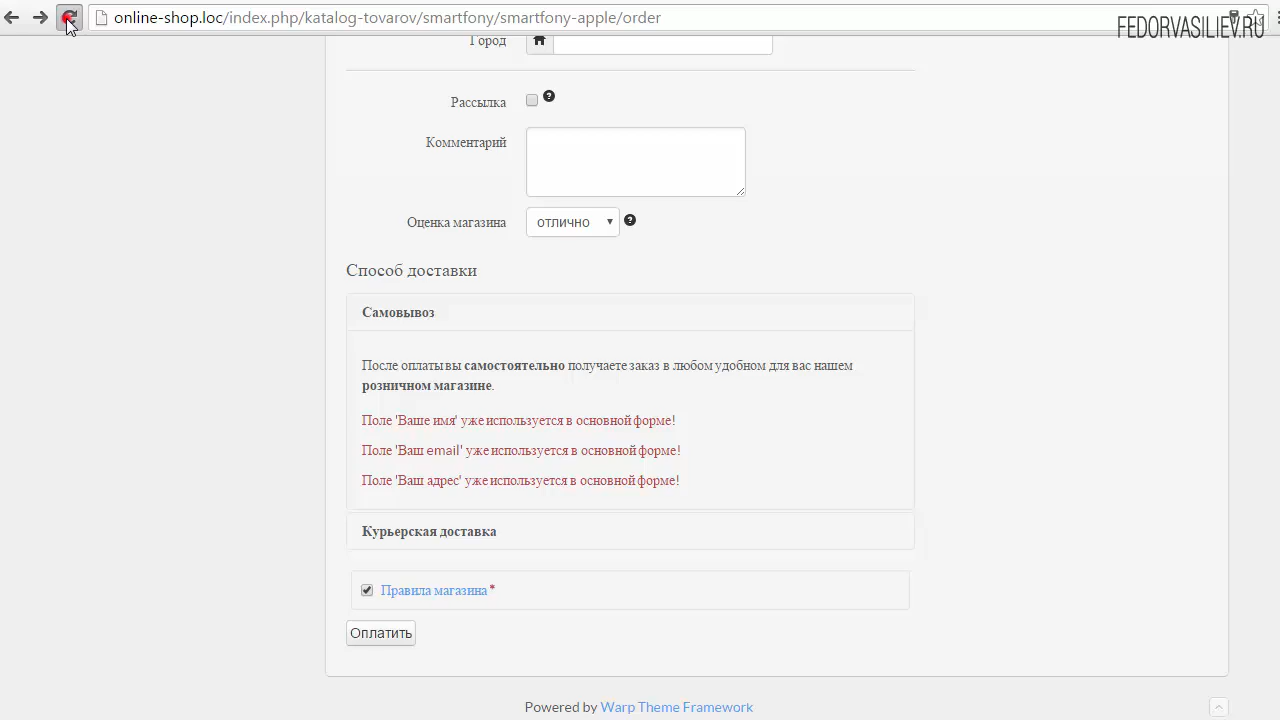 online-shop.loc/index.php/katalog-tovarov/smartfony/smartfony-apple/order
FEDORVASILIEV.RU
Город
Рассылка
Комментарий
Оценка магазина
отлично
Способ доставки
Самовывоз
После оплаты вы самостоятельно получаете заказ в любом удобном для вас нашем
розничном магазине.
Поле 'Ваше имя' уже используется в основной форме!
Поле 'Ваш email' уже используется в основной форме!
Поле 'Ваш адрес' уже используется в основной форме!
Курьерская доставка
Правила магазина*
Оплатить
Powered by Warp Theme Framework